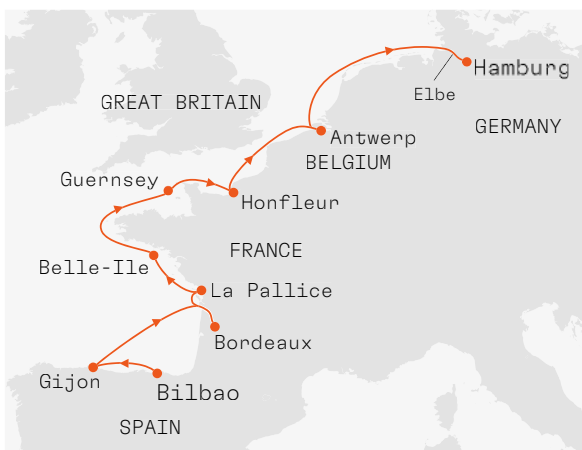 Hamburg
Elbe
GREAT BRITAIN
GERMANY
Antwerp
BELGIUM
Guernsey
Honfleur
FRANCE
Belle-Ile
La Pallice
Bordeaux
Gijon
Bilbao
SPAIN